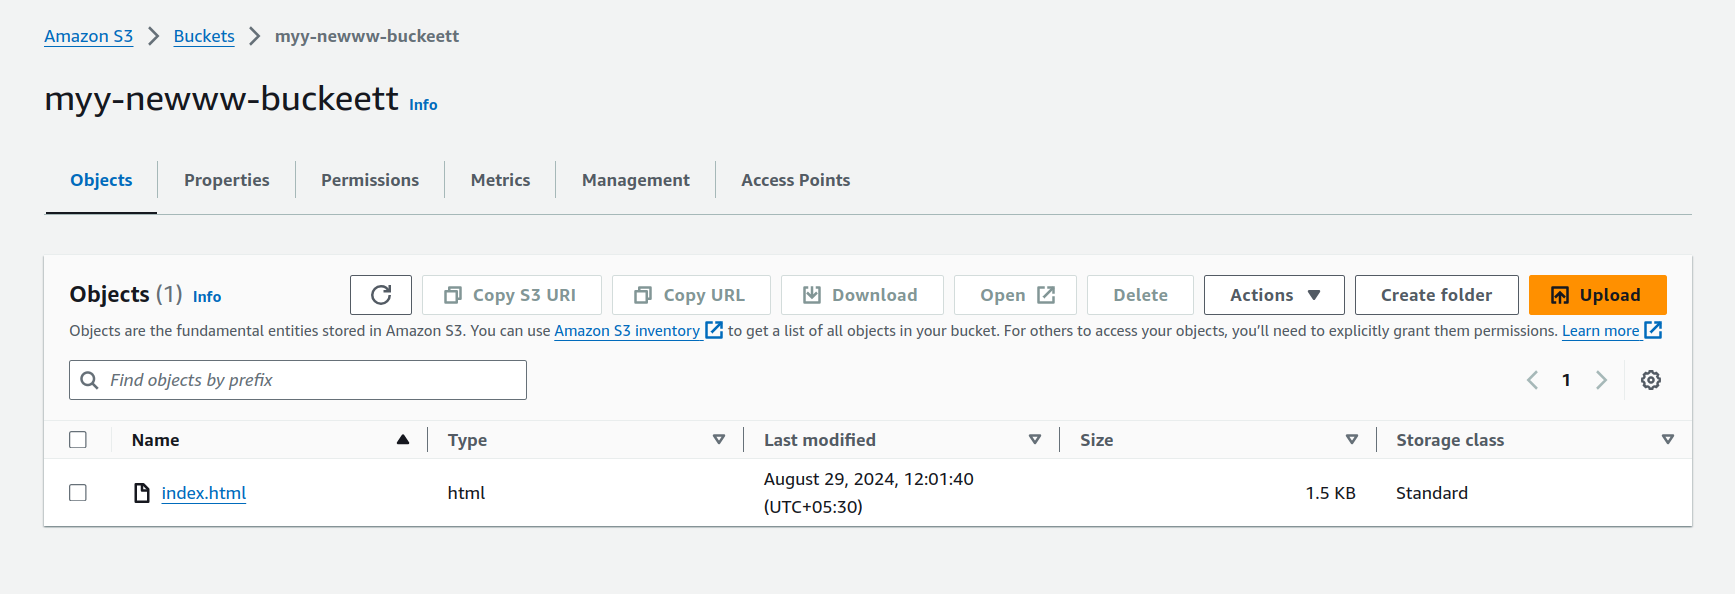 Amazon S3 > Buckets > myy-newww-buckeett
myy-newww-buckeett Info
Objects Properties Permissions Metrics Management Access Points
Objects (1) Info Copy S3 URI Copy URL Download Open Delete Actions Create folder Upload
Objects are the fundamental entities stored in Amazon S3. You can use Amazon S3 inventory to get a list of all objects in your bucket. For others to access your objects, you’ll need to explicitly grant them permissions. Learn more
Find objects by prefix 1
Name Type Last modified Size Storage class
index.html html August 29, 2024, 12:01:40 1.5 KB Standard
(UTC+05:30)